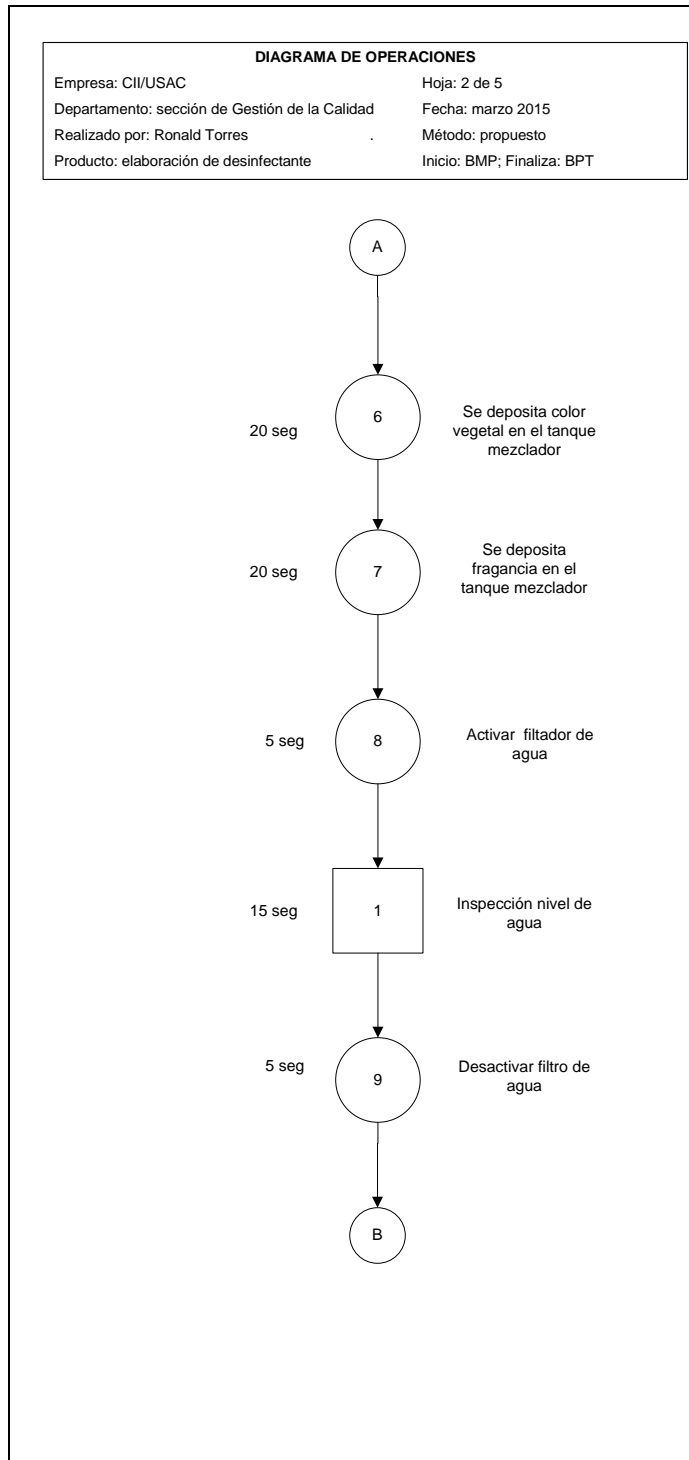 DIAGRAMA DE OPERACIONES
Empresa: CII/USAC Hoja: 2 de 5
Departamento: sección de Gestión de la Calidad Fecha: marzo 2015
Realizado por: Ronald Torres . Método: propuesto
Producto: elaboración de desinfectante Inicio: BMP; Finaliza: BPT
A
20 seg
6
Se deposita color
vegetal en el tanque
mezclador
20 seg
7
Se deposita
fragancia en el
tanque mezclador
5 seg
8
Activar filtador de
agua
15 seg
1
Inspección nivel de
agua
5 seg
9
Desactivar filtro de
agua
B